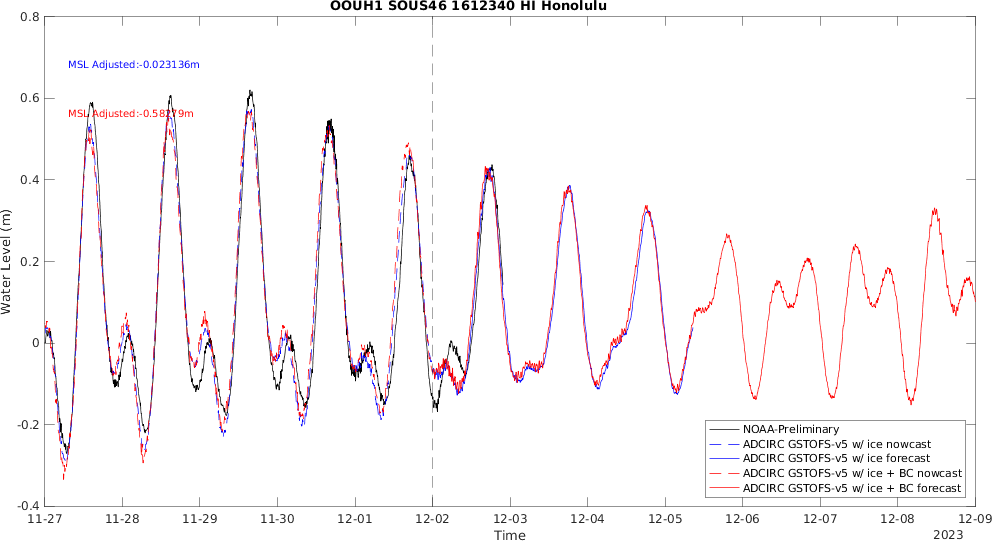 OOUH1 SOUS46 1612340 HI Honolulu
MSL Adjusted:-0.023136m
MSL Adjusted:-0.58279m
Water Level (m)
0.8
0.6
0.4
0.2
0
-0.2
-0.4
NOAA-Preliminary
ADCIRC GSTOFS-v5 w/ ice nowcast
ADCIRC GSTOFS-v5 w/ ice forecast
ADCIRC GSTOFS-v5 w/ ice + BC nowcast
ADCIRC GSTOFS-v5 w/ ice + BC forecast
11-27 11-28 11-29 11-30 12-01 12-02 12-03 12-04 12-05 12-06 12-07 12-08 12-09
Time
2023